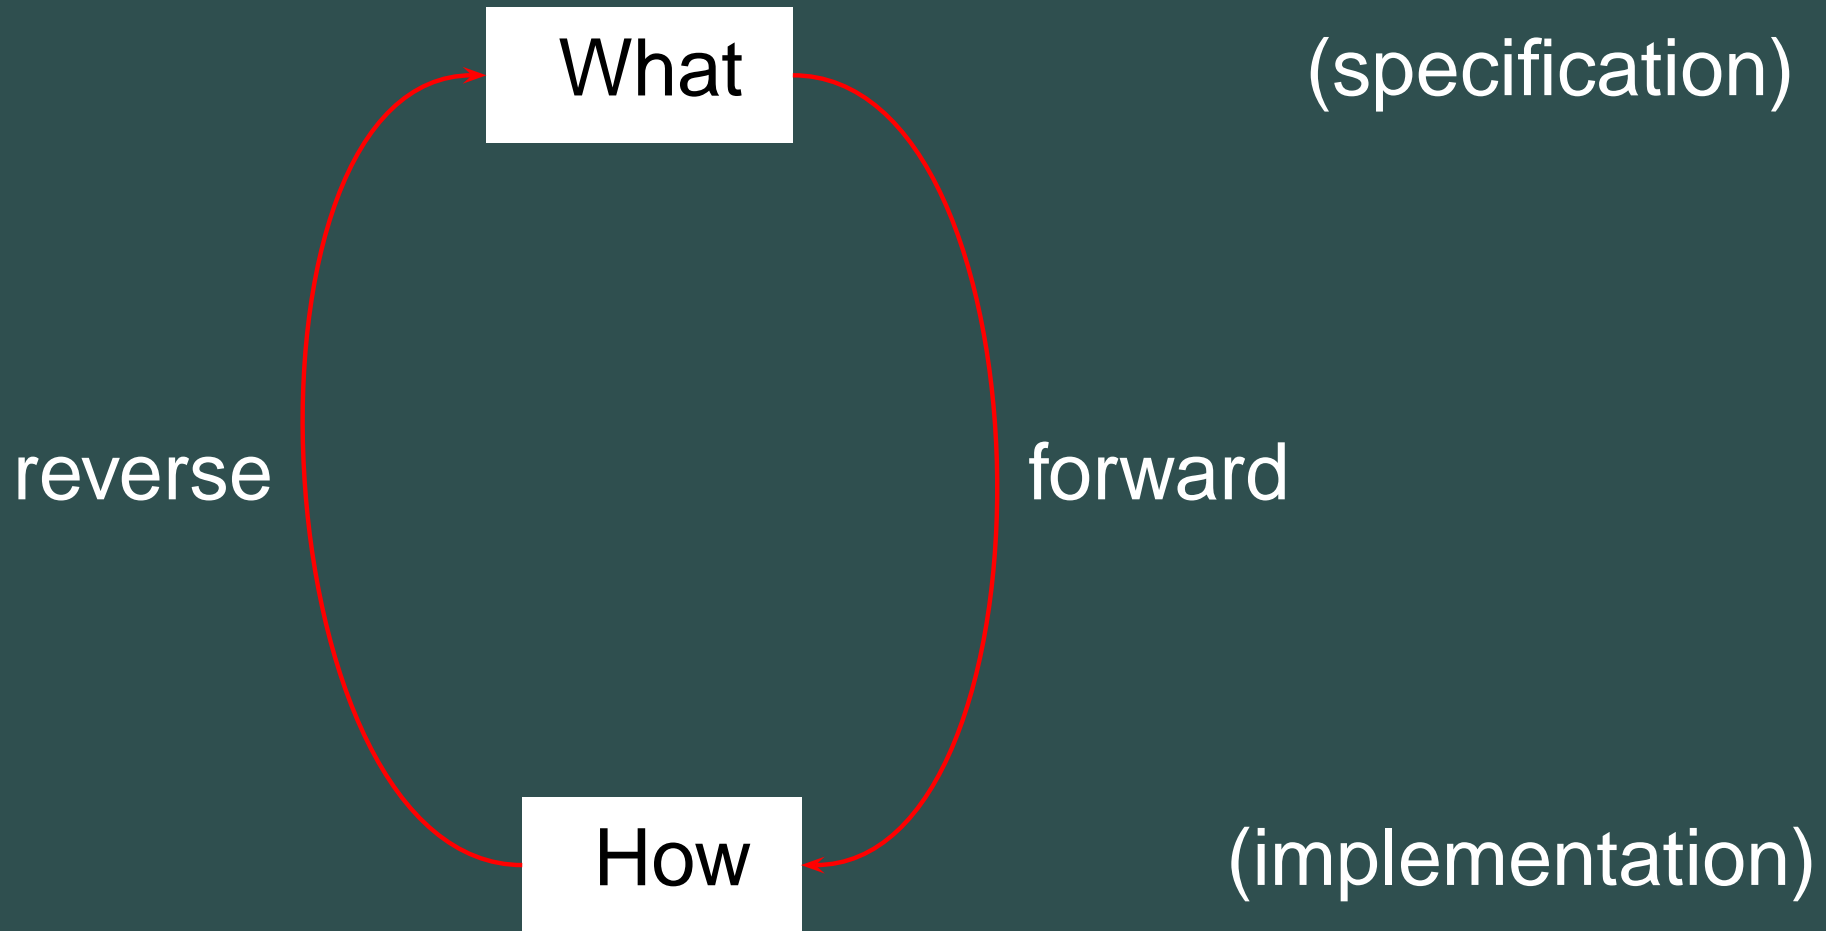 What
(specification)
reverse
forward
How
(implementation)